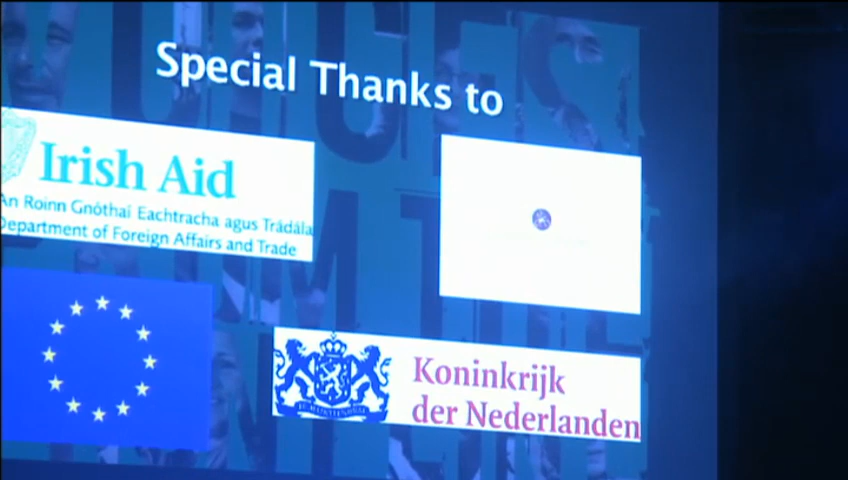 Special Thanks to
Irish Aid
An Roinn Gnóthaí Eachtracha agus Trádála
Department of Foreign Affairs and Trade
Koninkrijk
der Nederlanden